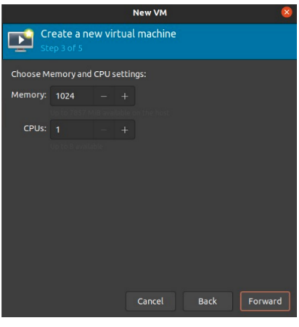 New VM
Create a new virtual machine
Step 3 of 5
Choose Memory and CPU settings:
Memory: 1024 − +
CPUs: 1 − +
Cancel Back Forward